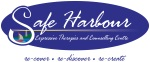 Safe Harbour
Expressive Therapies and Counselling Centre
re-cover • re-discover • re-create